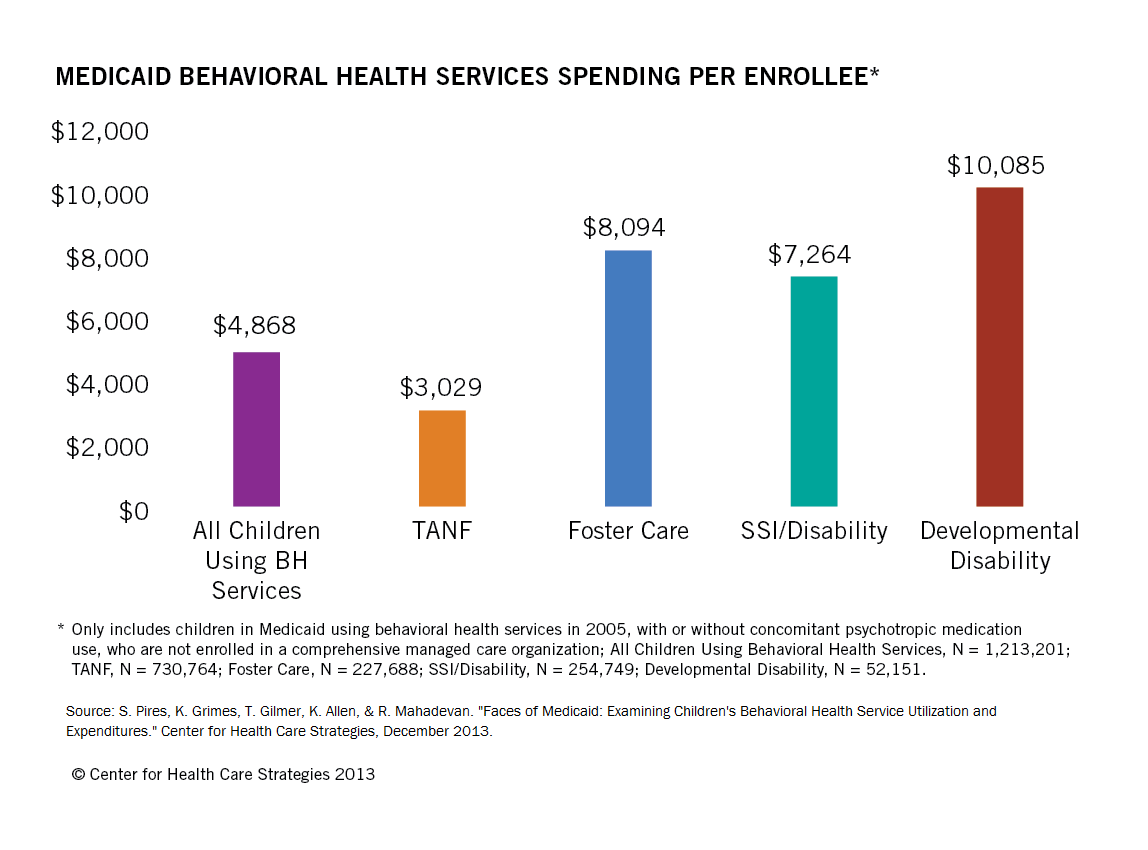 MEDICAID BEHAVIORAL HEALTH SERVICES SPENDING PER ENROLLEE*
$12,000
$10,000
$8,000
$6,000
$4,000
$2,000
$0
$4,868
$3,029
$8,094
$7,264
$10,085
All Children
Using BH
Services
TANF
Foster Care
SSI/Disability
Developmental
Disability
* Only includes children in Medicaid using behavioral health services in 2005, with or without concomitant psychotropic medication
use, who are not enrolled in a comprehensive managed care organization; All Children Using Behavioral Health Services, N = 1,213,201;
TANF, N = 730,764; Foster Care, N = 227,688; SSI/Disability, N = 254,749; Developmental Disability, N = 52,151.
Source: S. Pires, K. Grimes, T. Gilmer, K. Allen, & R. Mahadevan. "Faces of Medicaid: Examining Children's Behavioral Health Service Utilization and
Expenditures." Center for Health Care Strategies, December 2013.
© Center for Health Care Strategies 2013